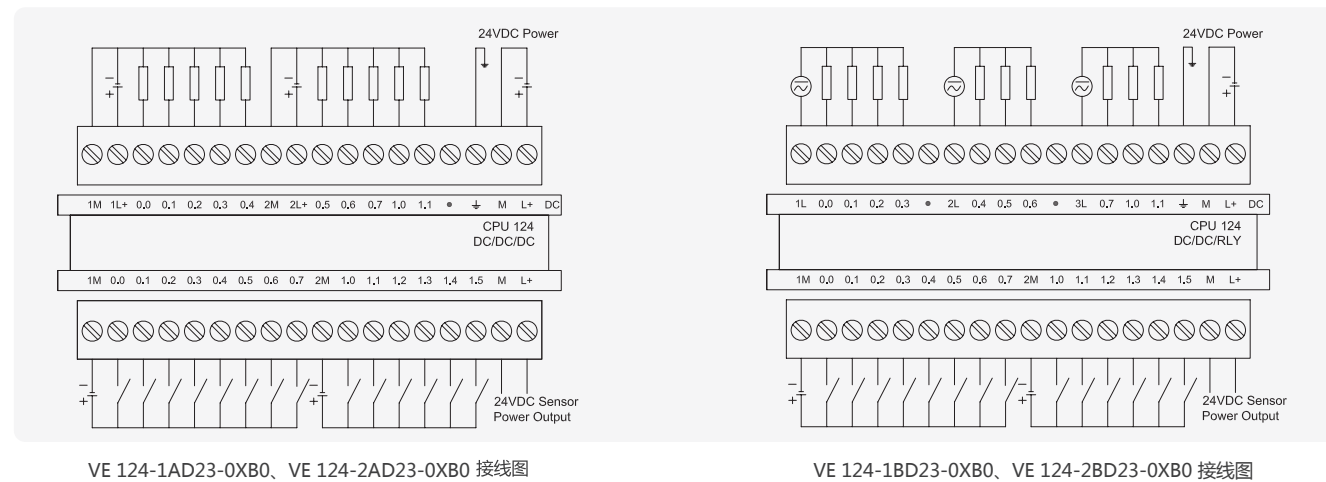 24VDC Power
1M 1L+ 0.0 0.1 0.2 0.3 0.4 2M 2L+ 0.5 0.6 0.7 1.0 1.1 • ⏚ M L+ DC
CPU 124
DC/DC/DC
1M 0.0 0.1 0.2 0.3 0.4 0.5 0.6 0.7 2M 1.0 1.1 1.2 1.3 1.4 1.5 M L+
24VDC Sensor
Power Output
VE 124-1AD23-0XB0、VE 124-2AD23-0XB0 接线图
24VDC Power
1L 0.0 0.1 0.2 0.3 • 2L 0.4 0.5 0.6 • 3L 0.7 1.0 1.1 ⏚ M L+ DC
CPU 124
DC/DC/RLY
1M 0.0 0.1 0.2 0.3 0.4 0.5 0.6 0.7 2M 1.0 1.1 1.2 1.3 1.4 1.5 M L+
24VDC Sensor
Power Output
VE 124-1BD23-0XB0、VE 124-2BD23-0XB0 接线图